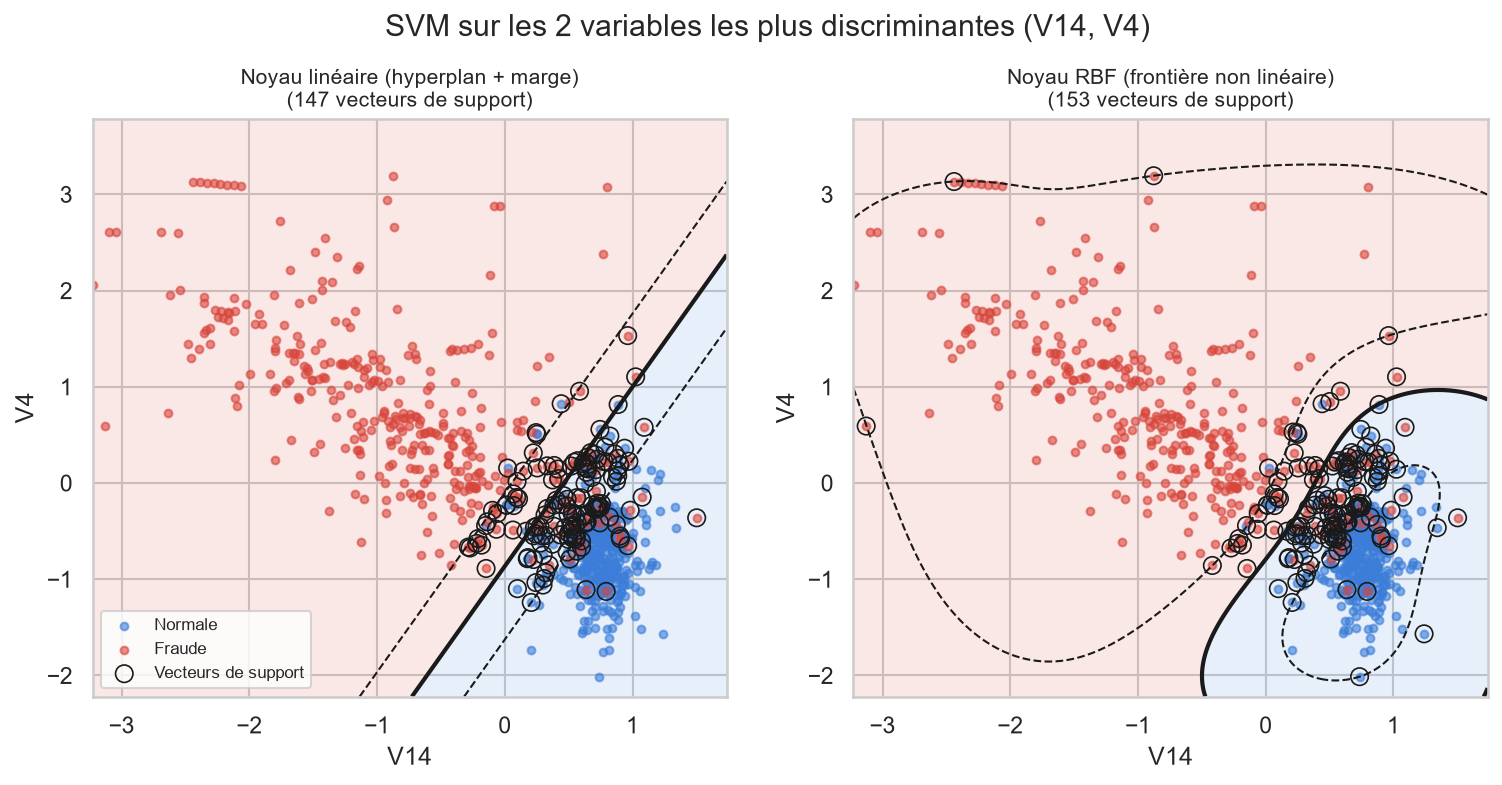 SVM sur les 2 variables les plus discriminantes (V14, V4)
Noyau linéaire (hyperplan + marge)
(147 vecteurs de support)
V4
3
2
1
0
−1
−2
Normale
Fraude
Vecteurs de support
−3
−2
−1
0
1
V14
Noyau RBF (frontière non linéaire)
(153 vecteurs de support)
V4
3
2
1
0
−1
−2
−3
−2
−1
0
1
V14